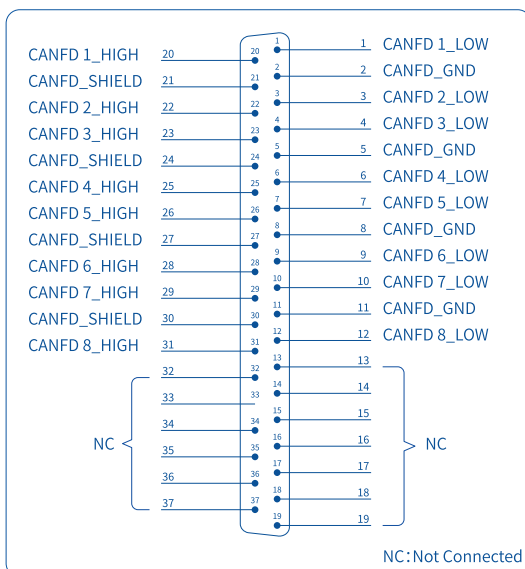 CANFD 1_HIGH 20 20 1 1 CANFD 1_LOW
CANFD_SHIELD 21 21 2 2 CANFD_GND
CANFD 2_HIGH 22 22 3 3 CANFD 2_LOW
CANFD 3_HIGH 23 23 4 4 CANFD 3_LOW
CANFD_SHIELD 24 24 5 5 CANFD_GND
CANFD 4_HIGH 25 25 6 6 CANFD 4_LOW
CANFD 5_HIGH 26 26 7 7 CANFD 5_LOW
CANFD_SHIELD 27 27 8 8 CANFD_GND
CANFD 6_HIGH 28 28 9 9 CANFD 6_LOW
CANFD 7_HIGH 29 29 10 10 CANFD 7_LOW
CANFD_SHIELD 30 30 11 11 CANFD_GND
CANFD 8_HIGH 31 31 12 12 CANFD 8_LOW
32 32 13 13
33 33 14 14
34 34 15 15
NC 35 35 16 16 NC
36 36 17 17
37 37 18 18
19 19
NC:Not Connected